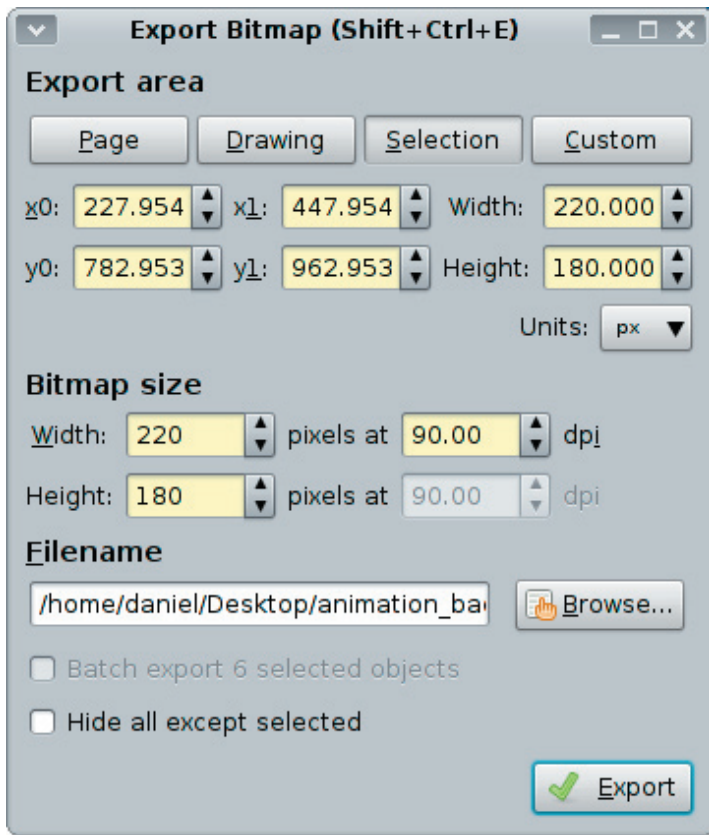 Export Bitmap (Shift+Ctrl+E)
Export area
Page Drawing Selection Custom
x0: 227.954 x1: 447.954 Width: 220.000
y0: 782.953 y1: 962.953 Height: 180.000
Units: px
Bitmap size
Width: 220 pixels at 90.00 dpi
Height: 180 pixels at 90.00 dpi
Filename
/home/daniel/Desktop/animation_bac Browse...
Batch export 6 selected objects
Hide all except selected
Export